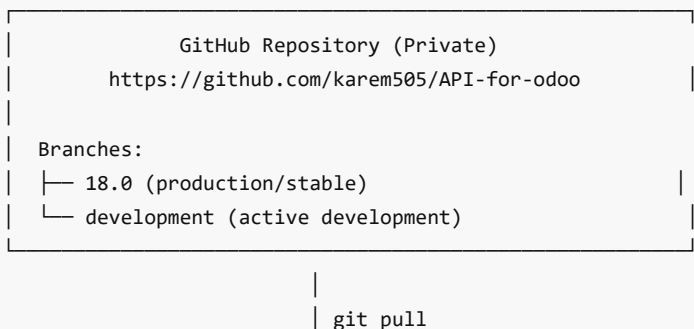 GitHub Repository (Private)
https://github.com/karem505/API-for-odoo
Branches:
├── 18.0 (production/stable)
└── development (active development)
git pull